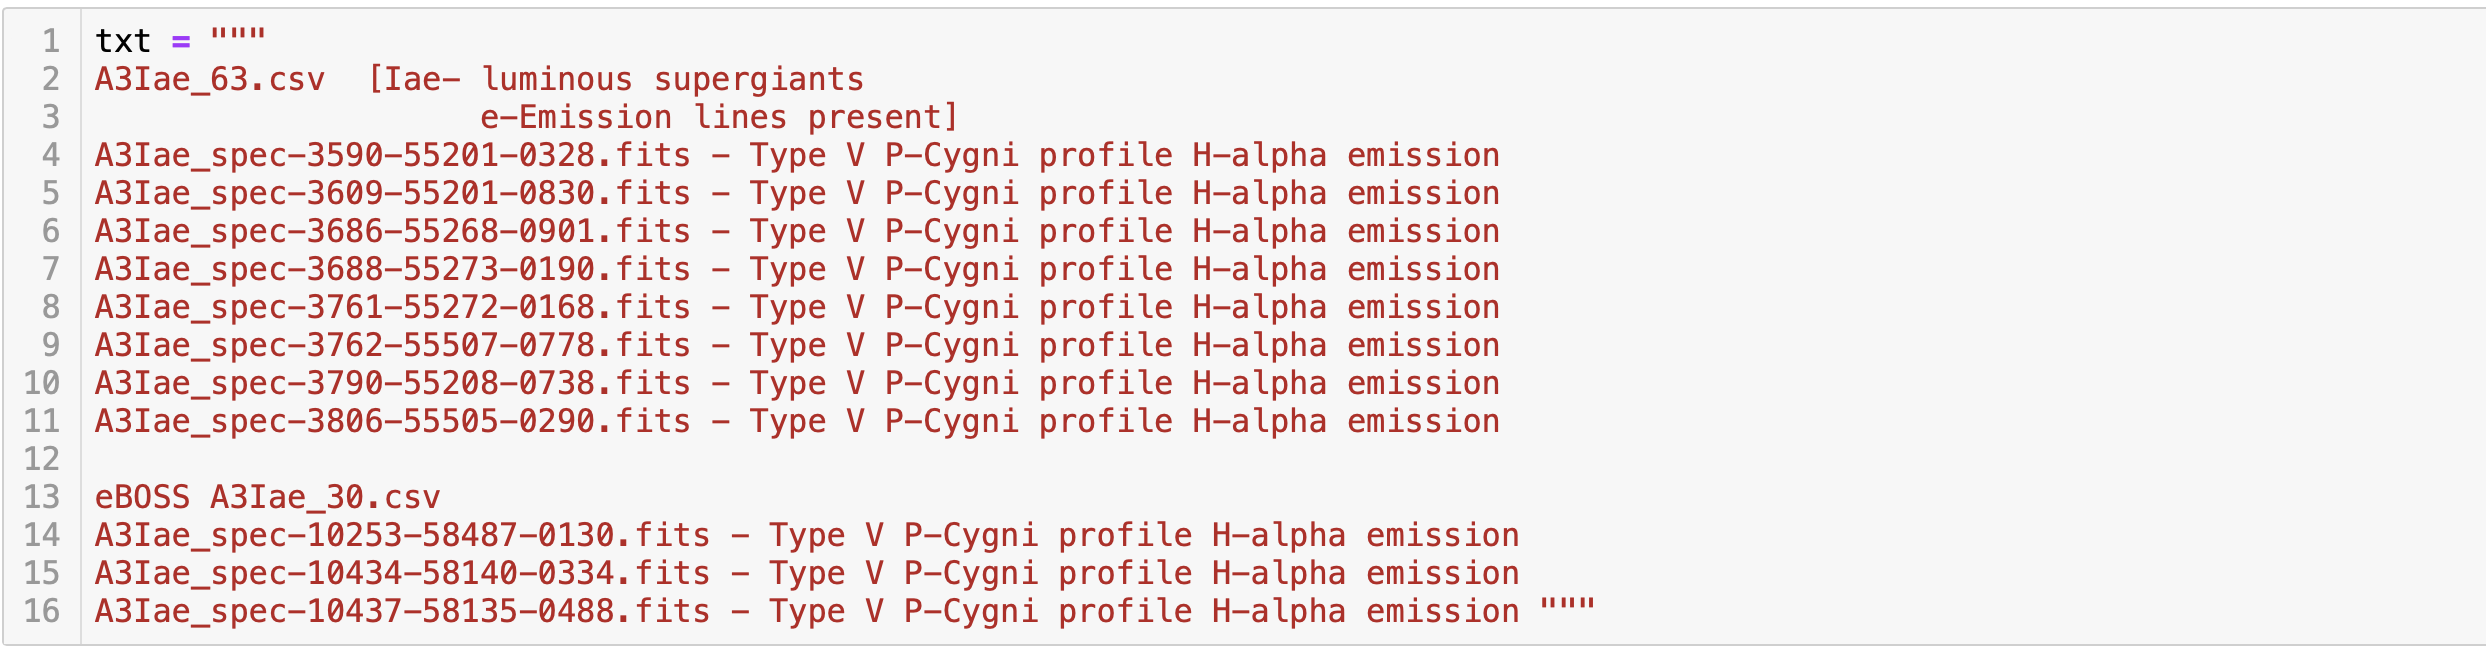 1 txt = """
2 A3Iae_63.csv  [Iae- luminous supergiants
3                     e-Emission lines present]
4 A3Iae_spec-3590-55201-0328.fits - Type V P-Cygni profile H-alpha emission
5 A3Iae_spec-3609-55201-0830.fits - Type V P-Cygni profile H-alpha emission
6 A3Iae_spec-3686-55268-0901.fits - Type V P-Cygni profile H-alpha emission
7 A3Iae_spec-3688-55273-0190.fits - Type V P-Cygni profile H-alpha emission
8 A3Iae_spec-3761-55272-0168.fits - Type V P-Cygni profile H-alpha emission
9 A3Iae_spec-3762-55507-0778.fits - Type V P-Cygni profile H-alpha emission
10 A3Iae_spec-3790-55208-0738.fits - Type V P-Cygni profile H-alpha emission
11 A3Iae_spec-3806-55505-0290.fits - Type V P-Cygni profile H-alpha emission
12
13 eBOSS A3Iae_30.csv
14 A3Iae_spec-10253-58487-0130.fits - Type V P-Cygni profile H-alpha emission
15 A3Iae_spec-10434-58140-0334.fits - Type V P-Cygni profile H-alpha emission
16 A3Iae_spec-10437-58135-0488.fits - Type V P-Cygni profile H-alpha emission """